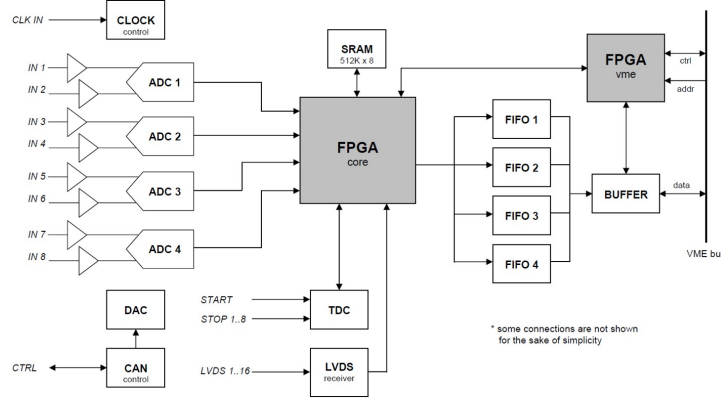 CLK IN
CLOCK
control
IN 1
IN 2
ADC 1
IN 3
IN 4
ADC 2
IN 5
IN 6
ADC 3
IN 7
IN 8
ADC 4
SRAM
512K x 8
FPGA
core
FPGA
vme
ctrl
addr
FIFO 1
FIFO 2
FIFO 3
FIFO 4
BUFFER
data
VME bu
START
STOP 1..8
TDC
DAC
CTRL
CAN
control
LVDS 1..16
LVDS
receiver
* some connections are not shown
for the sake of simplicity